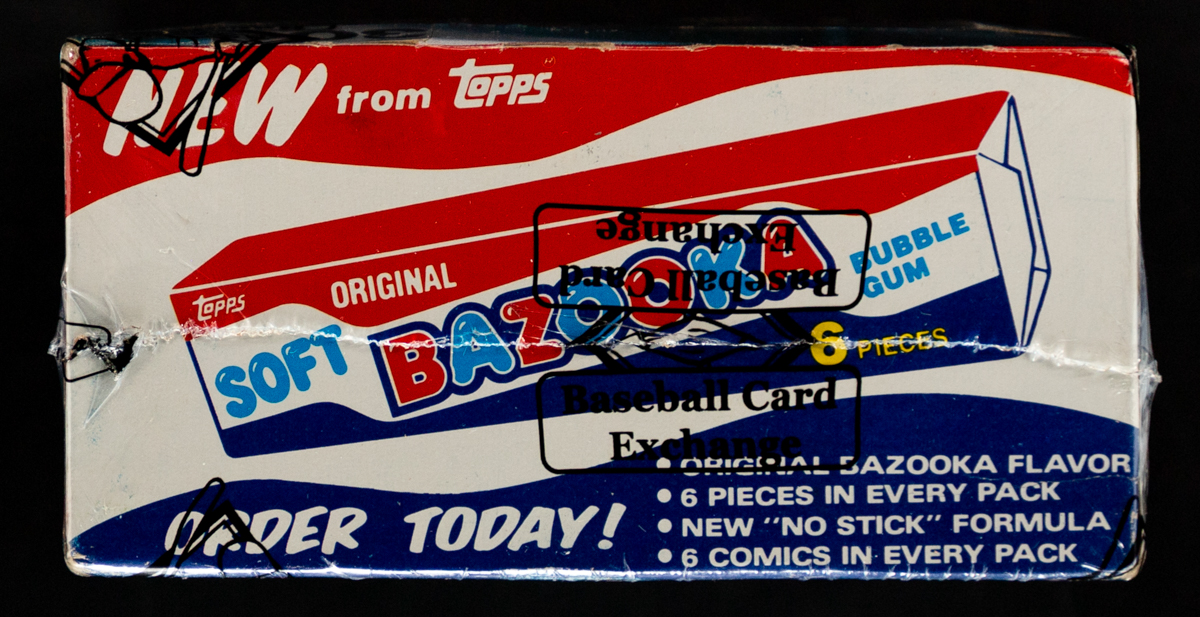 NEW from topps
topps
ORIGINAL
SOFT BAZOOKA BUBBLE
GUM
6 PIECES
Baseball Card
Exchange
Baseball Card
Exchange
ORDER TODAY!
• ORIGINAL BAZOOKA FLAVOR
• 6 PIECES IN EVERY PACK
• NEW "NO STICK" FORMULA
• 6 COMICS IN EVERY PACK